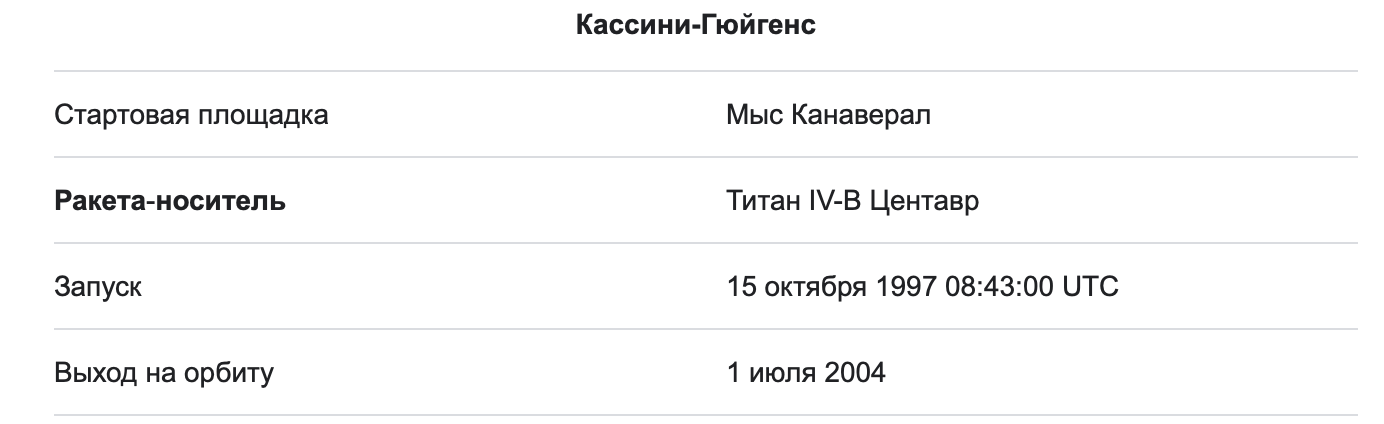 Кассини-Гюйгенс
Стартовая площадка Мыс Канаверал
Ракета-носитель Титан IV-B Центавр
Запуск 15 октября 1997 08:43:00 UTC
Выход на орбиту 1 июля 2004